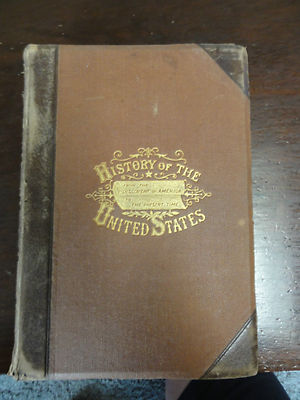 HISTORY OF THE
FROM THE
DISCOVERY OF AMERICA
TO
THE PRESENT TIME
UNITED STATES